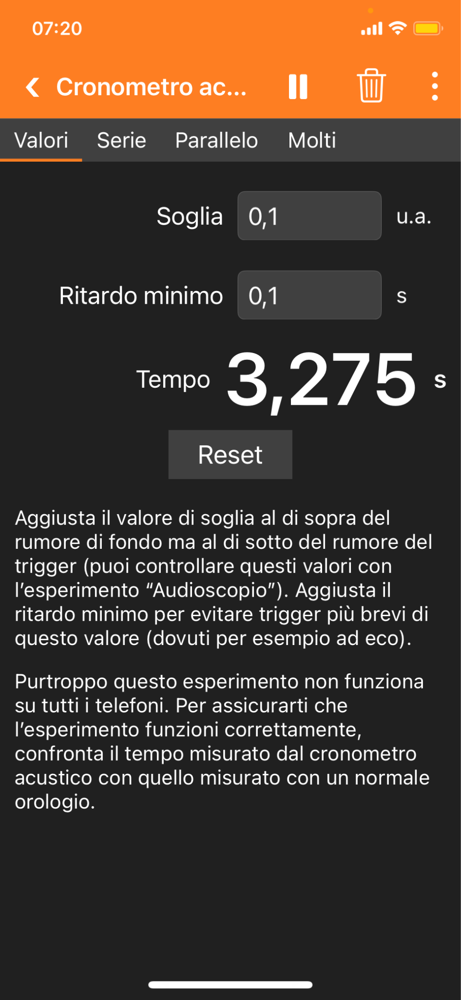 07:20
Cronometro ac...
Valori Serie Parallelo Molti
Soglia 0,1 u.a.
Ritardo minimo 0,1 s
Tempo 3,275 s
Reset
Aggiusta il valore di soglia al di sopra del
rumore di fondo ma al di sotto del rumore del
trigger (puoi controllare questi valori con
l’esperimento “Audioscopio”). Aggiusta il
ritardo minimo per evitare trigger più brevi di
questo valore (dovuti per esempio ad eco).
Purtroppo questo esperimento non funziona
su tutti i telefoni. Per assicurarti che
l’esperimento funzioni correttamente,
confronta il tempo misurato dal cronometro
acustico con quello misurato con un normale
orologio.